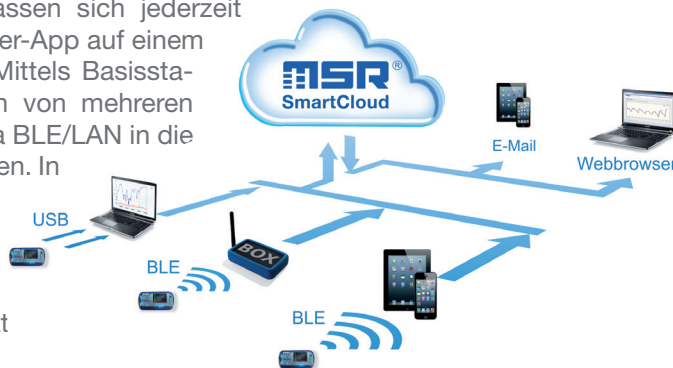 assen sich jederzeit
er-App auf einem
Mittels Basissta-
n von mehreren
a BLE/LAN in die
en. In
MSR®
SmartCloud
E-Mail
Webbrowser
USB
BOX
BLE
BLE